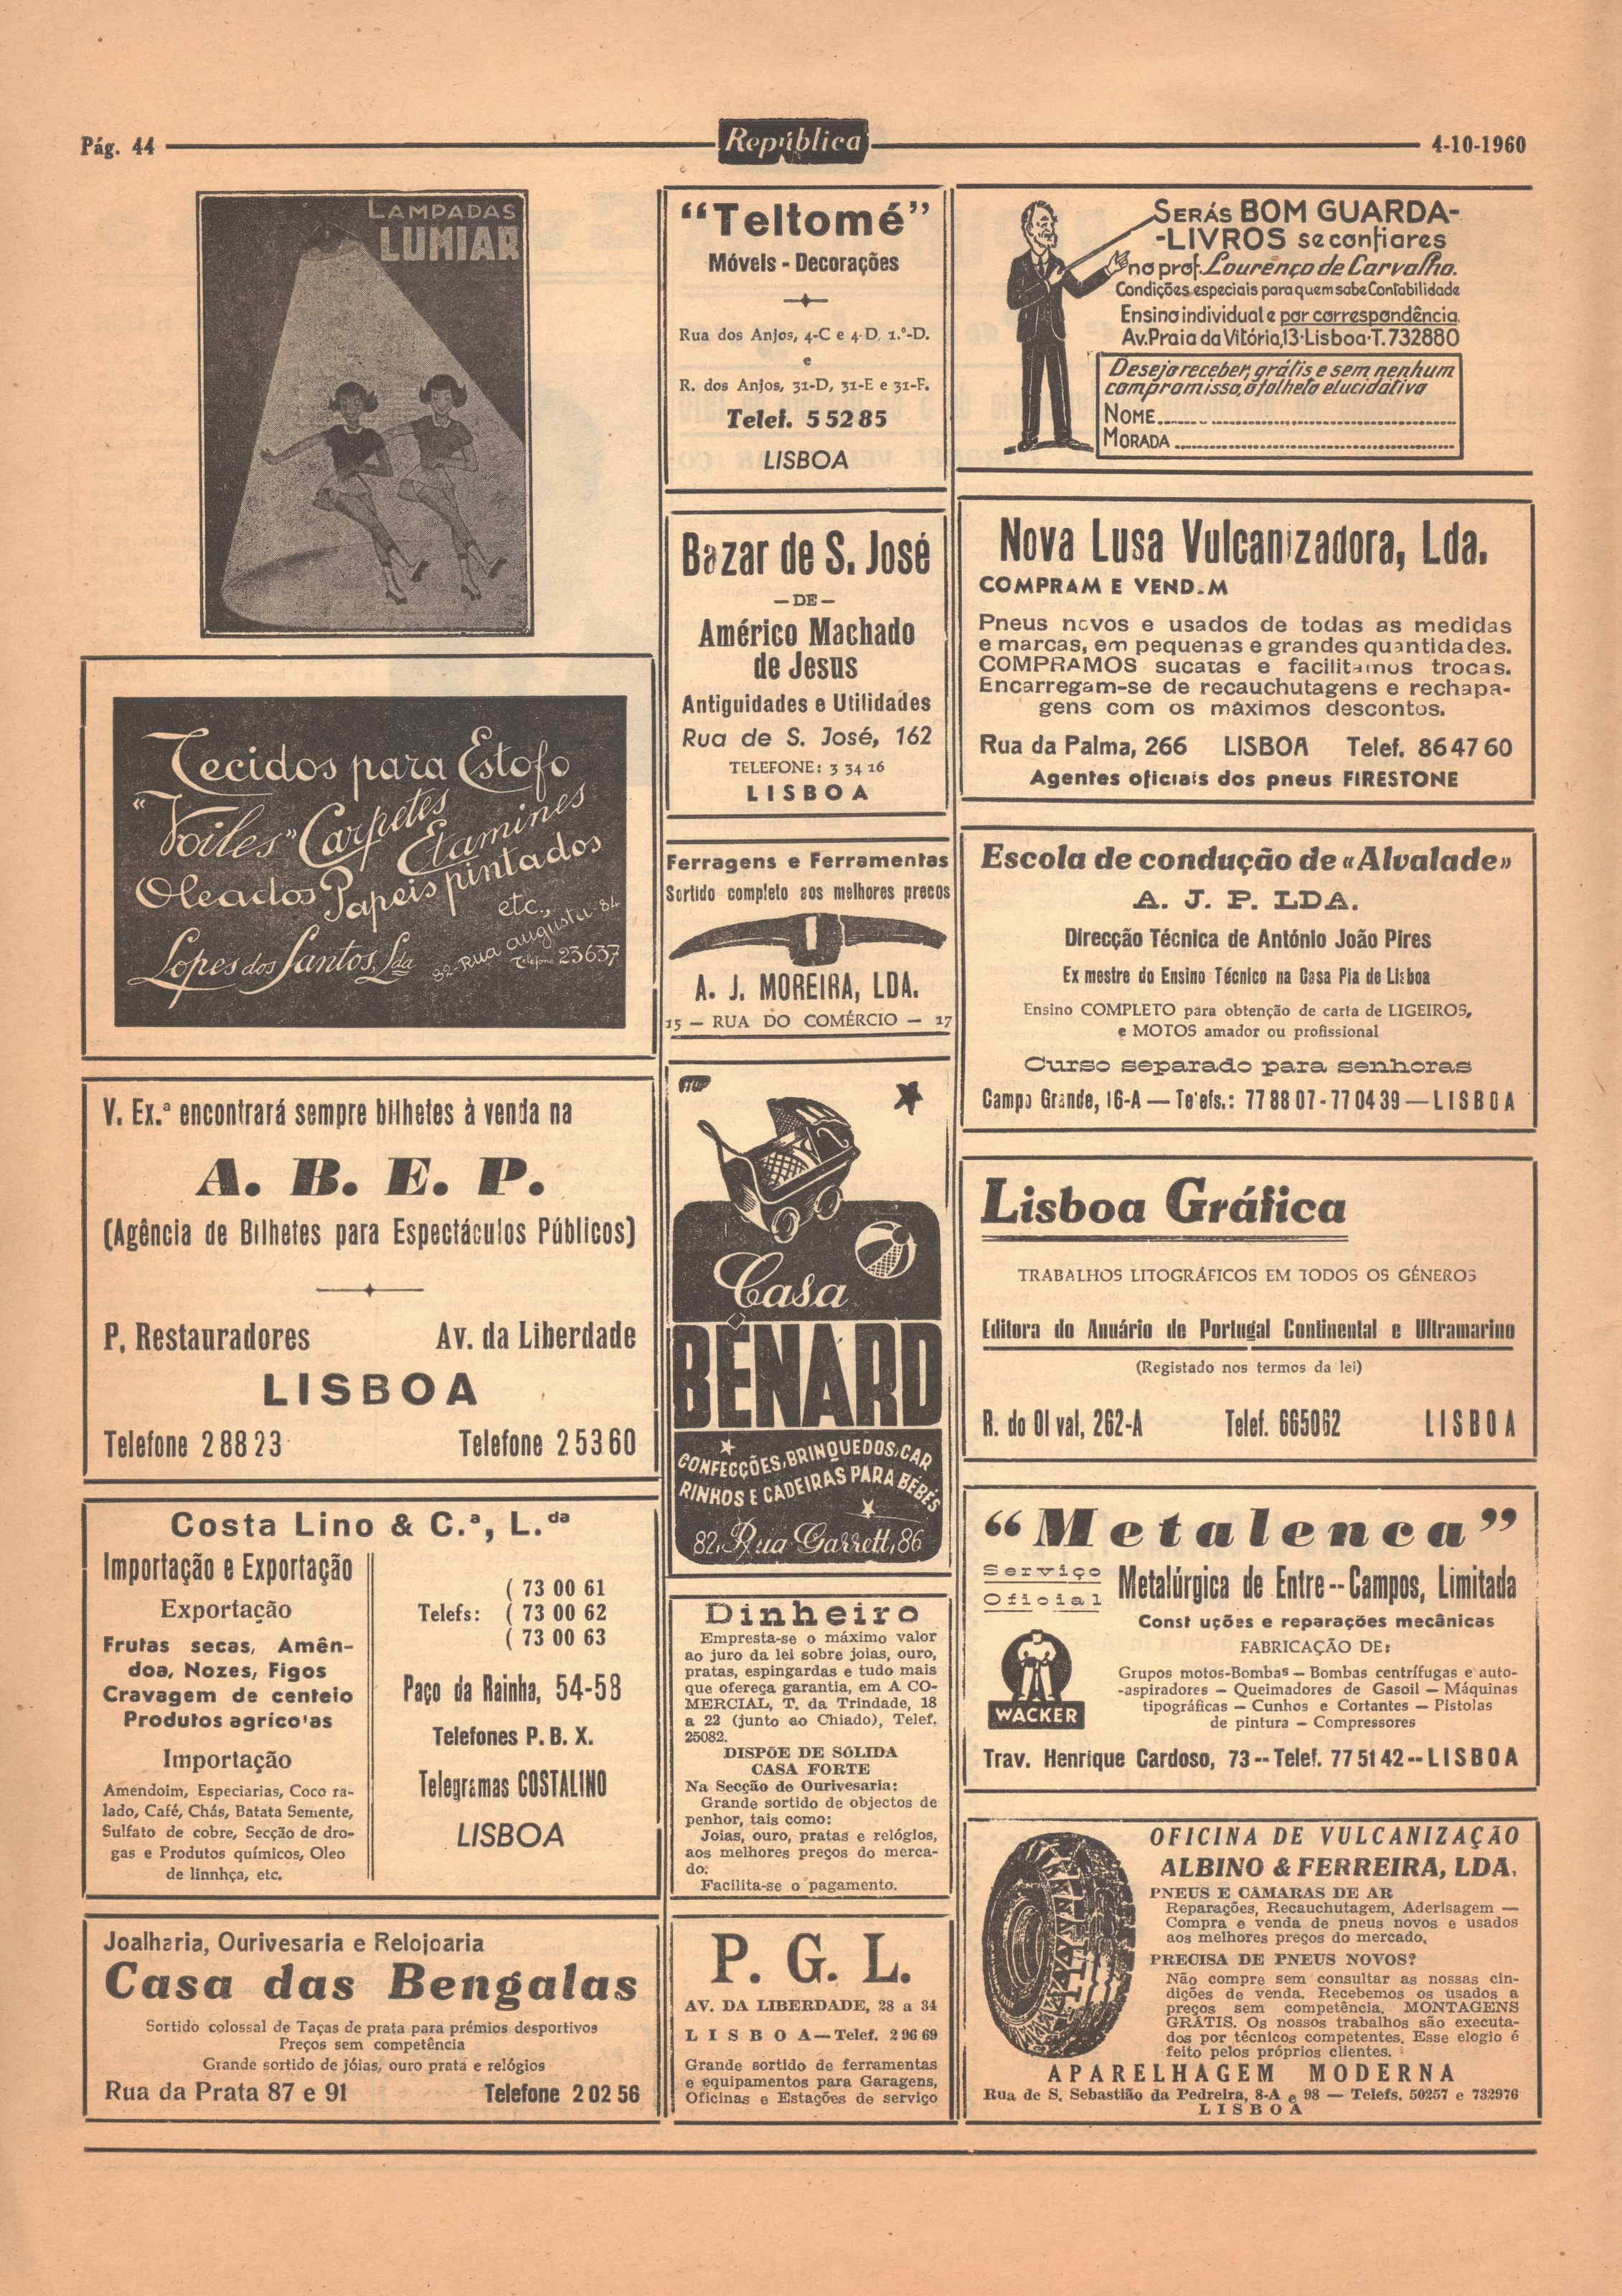 Pág. 44
República
4-10-1960
LAMPADAS
LUMIAR
Tecidos para Estofo
"Voiles" Carpetes
Etamines
Oleados Papeis pintados
etc.,
Lopes dos Santos, Lda
82-Rua augusta-84
Telefone 23637
V. Ex.ª encontrará sempre bilhetes à venda na
A. B. E. P.
(Agência de Bilhetes para Espectáculos Públicos)
P. Restauradores Av. da Liberdade
LISBOA
Telefone 2 88 23 Telefone 2 53 60
Costa Lino & C.ª, L.da
Importação e Exportação
Exportação
Frutas secas, Amên-
doa, Nozes, Figos
Cravagem de centeio
Produtos agrico'as
Importação
Amendoim, Especiarias, Coco ra-
lado, Café, Chás, Batata Semente,
Sulfato de cobre, Secção de dro-
gas e Produtos químicos, Oleo
de linnhça, etc.
( 73 00 61
Telefs: ( 73 00 62
( 73 00 63
Paço da Rainha, 54-58
Telefones P. B. X.
Telegramas COSTALINO
LISBOA
Joalharia, Ourivesaria e Relojoaria
Casa das Bengalas
Sortido colossal de Taças de prata para prémios desportivos
Preços sem competência
Grande sortido de jóias, ouro prata e relógios
Rua da Prata 87 e 91 Telefone 2 02 56
"Teltomé"
Móveis - Decorações
Rua dos Anjos, 4-C e 4-D, 1.º-D.
e
R. dos Anjos, 31-D, 31-E e 31-F.
Telef. 5 52 85
LISBOA
Bazar de S. José
— DE —
Américo Machado
de Jesus
Antiguidades e Utilidades
Rua de S. José, 162
TELEFONE: 3 34 16
LISBOA
Ferragens e Ferramentas
Sortido completo aos melhores precos
A. J. MOREIRA, LDA.
15 — RUA DO COMÉRCIO — 17
Casa
BÉNARD
CONFECÇÕES, BRINQUEDOS, CAR
RINHOS E CADEIRAS PARA BÉBÉS
82, Rua Garrett, 86
Dinheiro
Empresta-se o máximo valor
ao juro da lei sobre joias, ouro,
pratas, espingardas e tudo mais
que ofereça garantia, em A CO-
MERCIAL, T. da Trindade, 18
a 22 (junto ao Chiado), Telef.
25082.
DISPÕE DE SÓLIDA
CASA FORTE
Na Secção de Ourivesaria:
Grande sortido de objectos de
penhor, tais como:
Joias, ouro, pratas e relógios,
aos melhores preços do merca-
do.
Facilita-se o pagamento.
P. G. L.
AV. DA LIBERDADE, 28 a 34
LISBOA—Telef. 2 96 69
Grande sortido de ferramentas
e equipamentos para Garagens,
Oficinas e Estações de serviço
SERÁS BOM GUARDA-
-LIVROS se confiares
no prof. Lourenço de Carvalho.
Condições especiais para quem sabe Contabilidade
Ensino individual e por correspondência.
Av. Praia da Vitória, 13·Lisboa·T. 732880
Desejo receber, grátis e sem nenhum
compromisso, o folheto elucidativo
NOME
MORADA
Nova Lusa Vulcanizadora, Lda.
COMPRAM E VEND.M
Pneus novos e usados de todas as medidas
e marcas, em pequenas e grandes quantidades.
COMPRAMOS sucatas e facilitamos trocas.
Encarregam-se de recauchutagens e rechapa-
gens com os máximos descontos.
Rua da Palma, 266 LISBOA Telef. 86 47 60
Agentes oficiais dos pneus FIRESTONE
Escola de condução de «Alvalade»
A. J. P. LDA.
Direcção Técnica de António João Pires
Ex mestre do Ensino Técnico na Casa Pia de Lisboa
Ensino COMPLETO para obtenção de carta de LIGEIROS,
e MOTOS amador ou profissional
Curso separado para senhoras
Campo Grande, 16-A — Te'efs.: 77 88 07 - 77 04 39 — LISBOA
Lisboa Gráfica
TRABALHOS LITOGRÁFICOS EM TODOS OS GÉNEROS
Editora do Anuário de Portugal Continental e Ultramarino
(Registado nos termos da lei)
R. do Ol val, 262-A Telef. 665062 LISBOA
"Metalenca"
Serviço
Oficial
Metalúrgica de Entre -- Campos, Limitada
Const uções e reparações mecânicas
FABRICAÇÃO DE:
Grupos motos-Bombas — Bombas centrífugas e auto-
-aspiradores — Queimadores de Gasoil — Máquinas
tipográficas — Cunhos e Cortantes — Pistolas
de pintura — Compressores
WACKER
Trav. Henrique Cardoso, 73 -- Telef. 77 51 42 -- LISBOA
OFICINA DE VULCANIZAÇÃO
ALBINO & FERREIRA, LDA.
PNEUS E CÂMARAS DE AR
Reparações, Recauchutagem, Aderisagem —
Compra e venda de pneus novos e usados
aos melhores preços do mercado.
PRECISA DE PNEUS NOVOS?
Não compre sem consultar as nossas cin-
dições de venda. Recebemos os usados a
preços sem competência. MONTAGENS
GRÁTIS. Os nossos trabalhos são executa-
dos por técnicos competentes. Esse elogio é
feito pelos próprios clientes.
APARELHAGEM MODERNA
Rua de S. Sebastião da Pedreira, 8-A e 98 — Telefs. 50257 e 732976
LISBOA